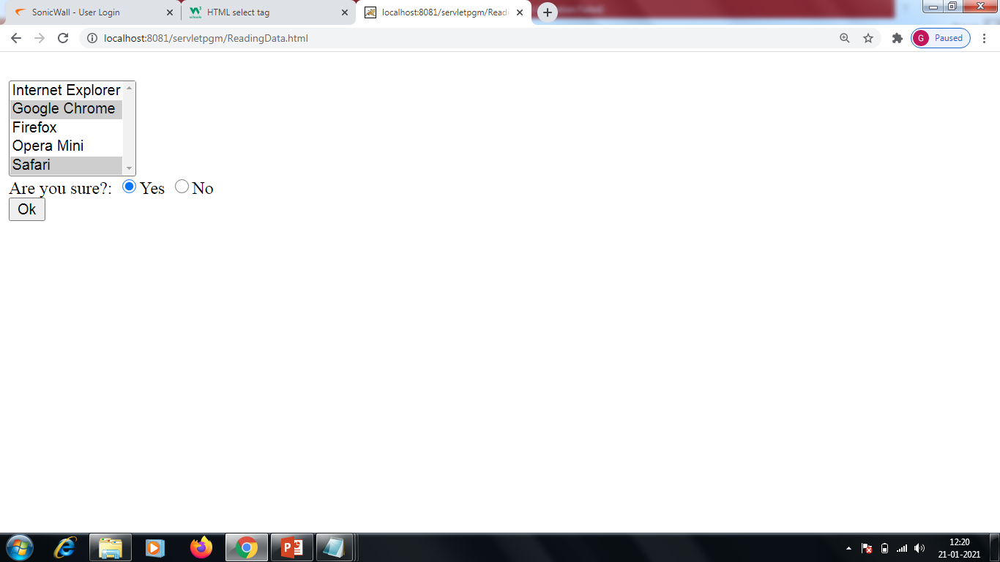 SonicWall - User Login
HTML select tag
localhost:8081/servletpgm/Readi
localhost:8081/servletpgm/ReadingData.html
G Paused
Internet Explorer
Google Chrome
Firefox
Opera Mini
Safari
Are you sure?: Yes No
Ok
12:20
21-01-2021